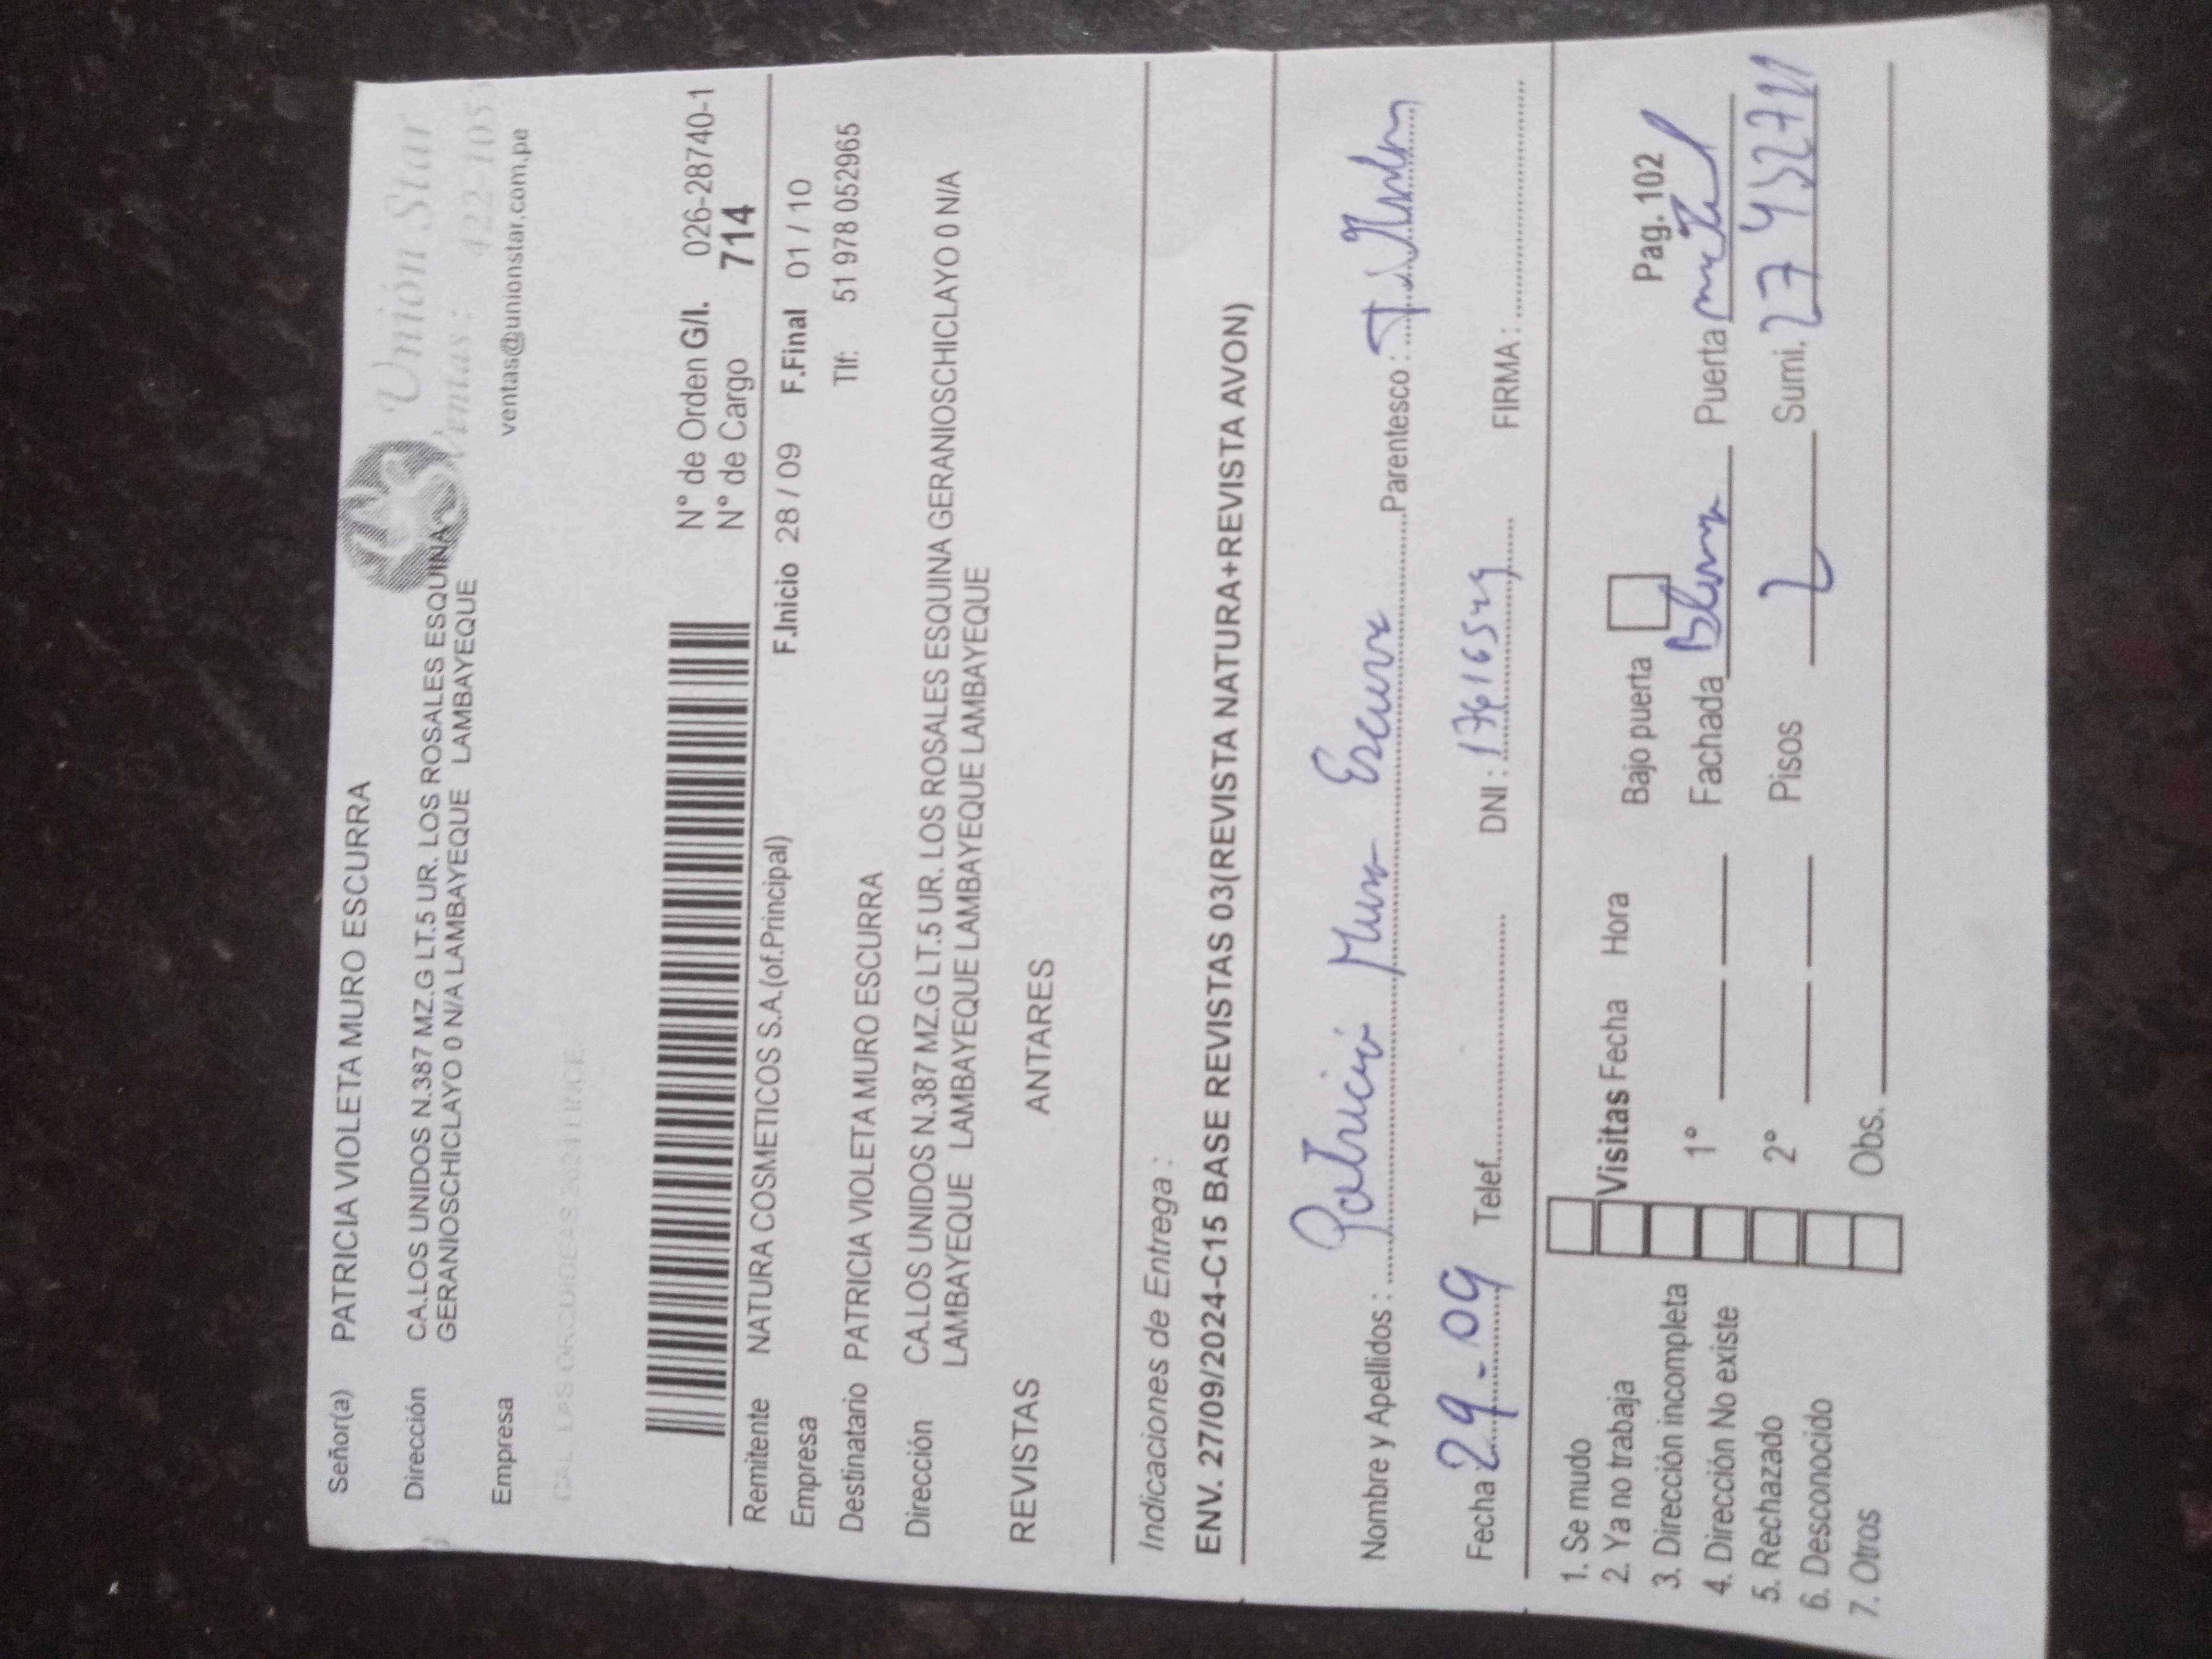 Unión Star
Ventas: 422-105
ventas@unionstar.com.pe
Señor(a) PATRICIA VIOLETA MURO ESCURRA
Dirección CA.LOS UNIDOS N.387 MZ.G LT.5 UR. LOS ROSALES ESQUINA
GERANIOSCHICLAYO 0 N/A LAMBAYEQUE LAMBAYEQUE
Empresa
N° de Orden G/I. 026-28740-1
N° de Cargo 714
Remitente NATURA COSMETICOS S.A.(of.Principal) F.Inicio 28 / 09 F.Final 01 / 10
Empresa Tlf: 51 978 052965
Destinatario PATRICIA VIOLETA MURO ESCURRA
Dirección CA.LOS UNIDOS N.387 MZ.G LT.5 UR. LOS ROSALES ESQUINA GERANIOSCHICLAYO 0 N/A
LAMBAYEQUE LAMBAYEQUE LAMBAYEQUE LAMBAYEQUE
REVISTAS ANTARES
Indicaciones de Entrega :
ENV. 27/09/2024-C15 BASE REVISTAS 03(REVISTA NATURA+REVISTA AVON)
Nombre y Apellidos : Patricia Muro Escurra Parentesco :
Fecha 29-09 Telef. DNI : FIRMA :
1. Se mudo
2. Ya no trabaja Visitas Fecha Hora Bajo puerta Pag. 102
3. Dirección incompleta
4. Dirección No existe 1° Fachada Puerta
5. Rechazado 2° Pisos 2 Sumi.
6. Desconocido
7. Otros Obs.